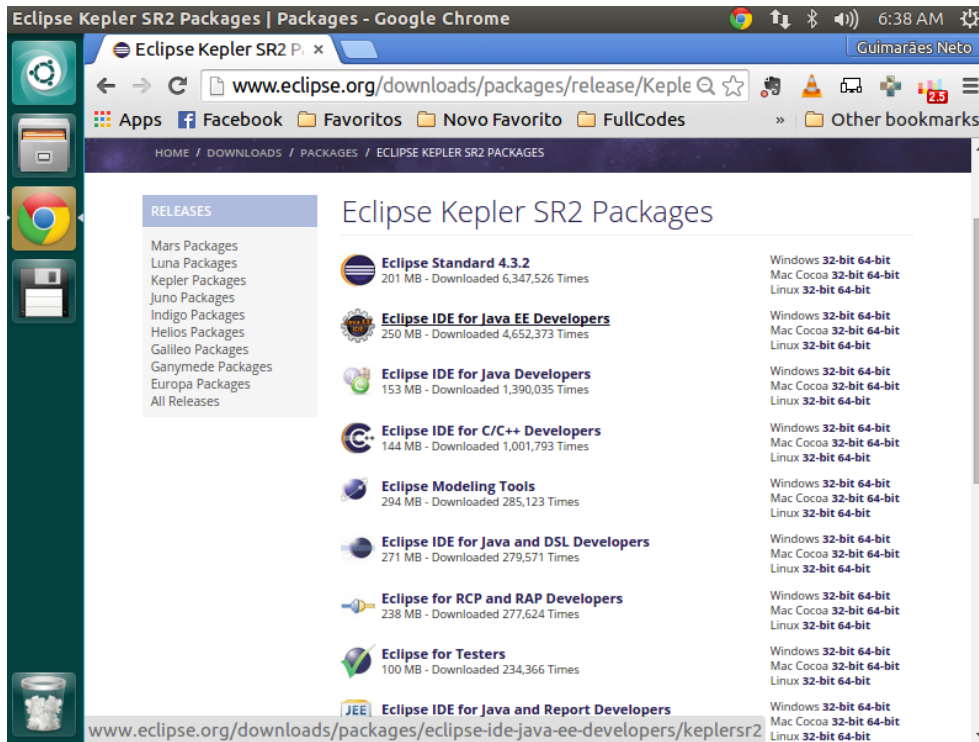 Eclipse Kepler SR2 Packages | Packages - Google Chrome
6:38 AM
Eclipse Kepler SR2 P
Guimarães Neto
www.eclipse.org/downloads/packages/release/Keple
2.5
Apps Facebook Favoritos Novo Favorito FullCodes » Other bookmarks
HOME / DOWNLOADS / PACKAGES / ECLIPSE KEPLER SR2 PACKAGES
RELEASES
Mars Packages
Luna Packages
Kepler Packages
Juno Packages
Indigo Packages
Helios Packages
Galileo Packages
Ganymede Packages
Europa Packages
All Releases
Eclipse Kepler SR2 Packages
Eclipse Standard 4.3.2
201 MB - Downloaded 6,347,526 Times
Windows 32-bit 64-bit
Mac Cocoa 32-bit 64-bit
Linux 32-bit 64-bit
Eclipse IDE for Java EE Developers
250 MB - Downloaded 4,652,373 Times
Windows 32-bit 64-bit
Mac Cocoa 32-bit 64-bit
Linux 32-bit 64-bit
Eclipse IDE for Java Developers
153 MB - Downloaded 1,390,035 Times
Windows 32-bit 64-bit
Mac Cocoa 32-bit 64-bit
Linux 32-bit 64-bit
Eclipse IDE for C/C++ Developers
144 MB - Downloaded 1,001,793 Times
Windows 32-bit 64-bit
Mac Cocoa 32-bit 64-bit
Linux 32-bit 64-bit
Eclipse Modeling Tools
294 MB - Downloaded 285,123 Times
Windows 32-bit 64-bit
Mac Cocoa 32-bit 64-bit
Linux 32-bit 64-bit
Eclipse IDE for Java and DSL Developers
271 MB - Downloaded 279,571 Times
Windows 32-bit 64-bit
Mac Cocoa 32-bit 64-bit
Linux 32-bit 64-bit
Eclipse for RCP and RAP Developers
238 MB - Downloaded 277,624 Times
Windows 32-bit 64-bit
Mac Cocoa 32-bit 64-bit
Linux 32-bit 64-bit
Eclipse for Testers
100 MB - Downloaded 234,366 Times
Windows 32-bit 64-bit
Mac Cocoa 32-bit 64-bit
Linux 32-bit 64-bit
JEE
Eclipse IDE for Java and Report Developers
Windows 32-bit 64-bit
Mac Cocoa 32-bit 64-bit
Linux 32-bit 64-bit
www.eclipse.org/downloads/packages/eclipse-ide-java-ee-developers/keplersr2